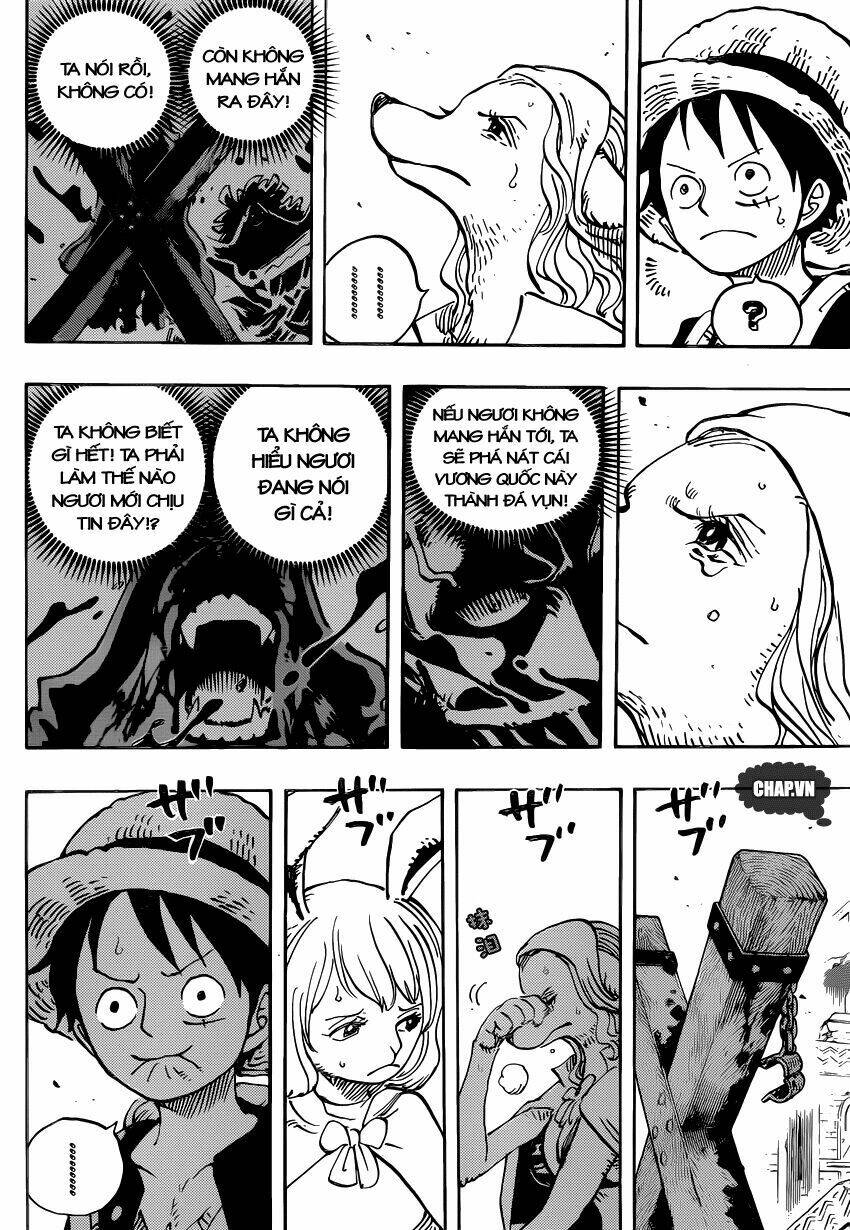 ?
..........
..........
CÒN KHÔNG
MANG HẮN
RA ĐÂY!
TA NÓI RỒI,
KHÔNG CÓ!
NẾU NGƯƠI KHÔNG
MANG HẮN TỚI, TA
SẼ PHÁ NÁT CÁI
VƯƠNG QUỐC NÀY
THÀNH ĐÁ VỤN!
TA KHÔNG
HIỂU NGƯƠI
ĐANG NÓI
GÌ CẢ!
TA KHÔNG BIẾT
GÌ HẾT! TA PHẢI
LÀM THẾ NÀO
NGƯƠI MỚI CHỊU
TIN ĐÂY!?
CHAP.VN
ザブ
ザブ
ザブ
ザブ
..........